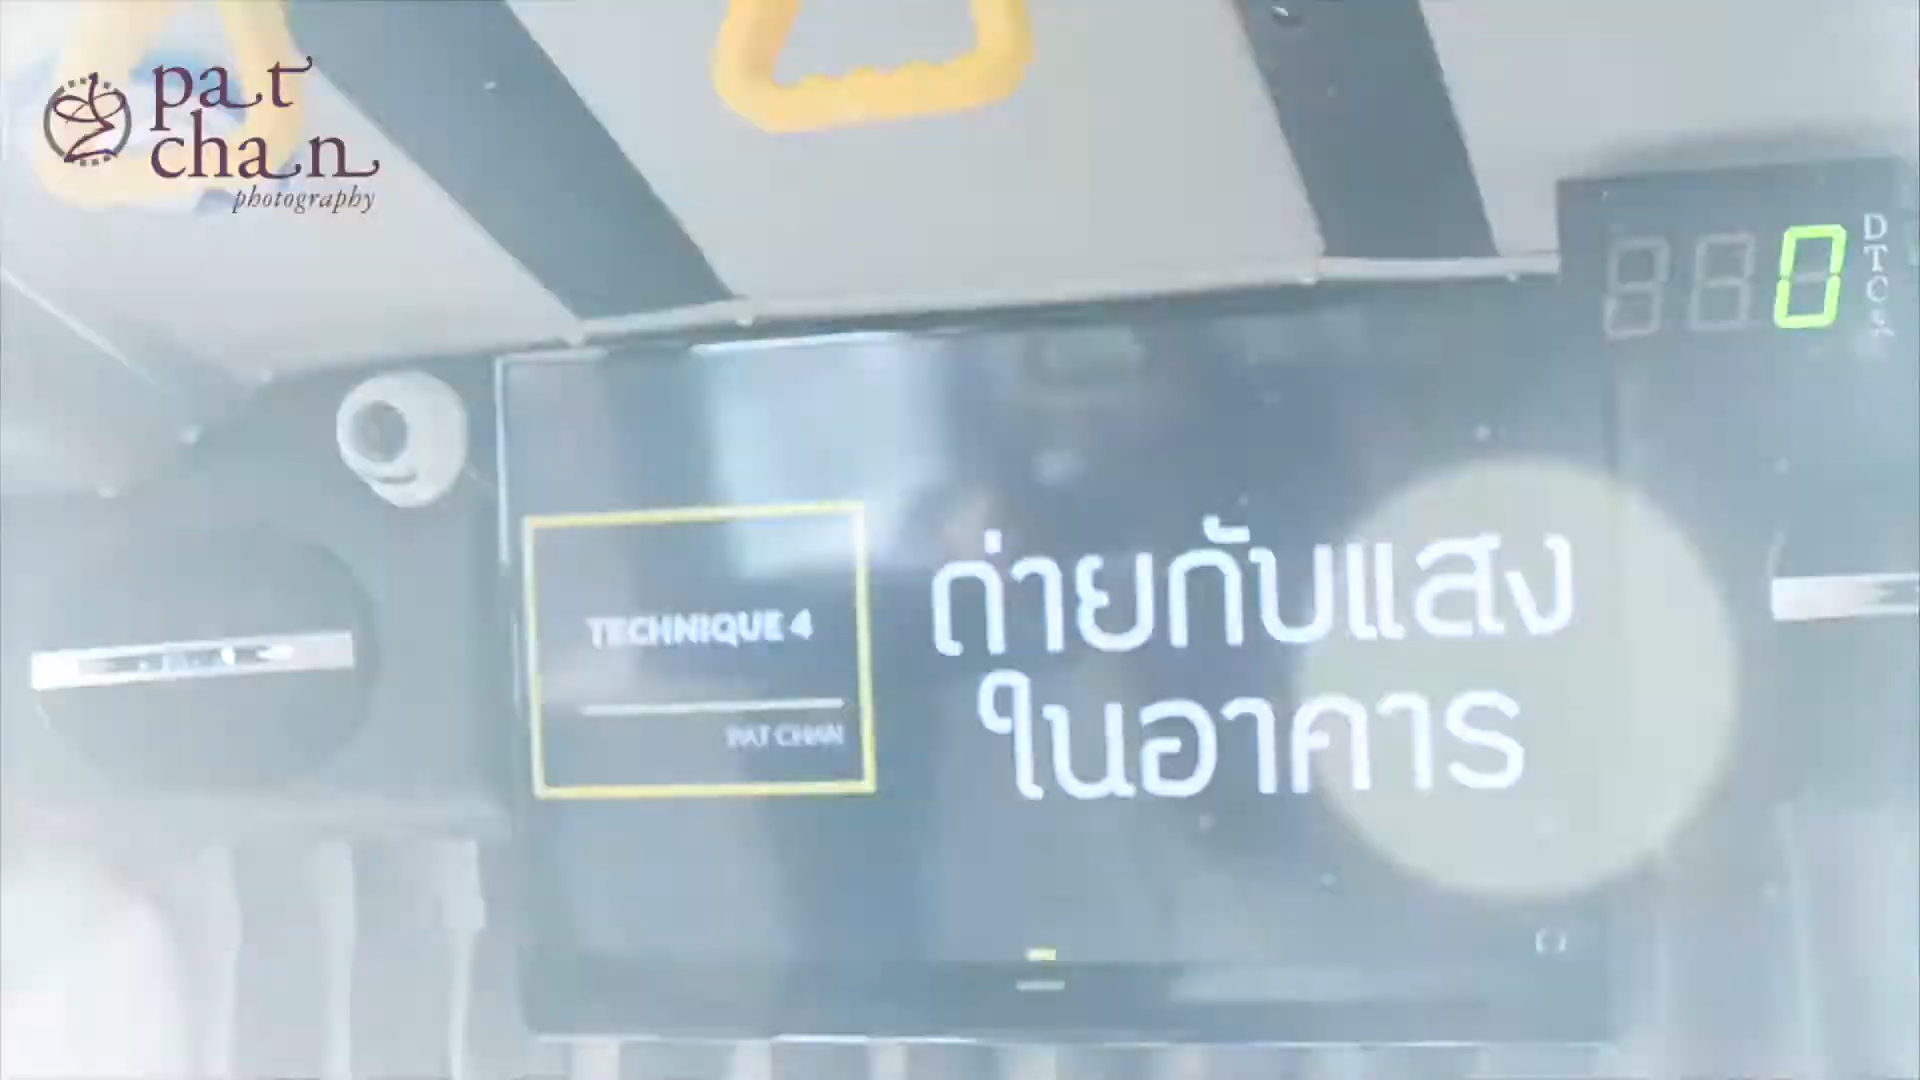 pat
chan
photography
0
DTCs
TECHNIQUE 4
PAT CHAN
ถ่ายกับแสง
ในอาคาร